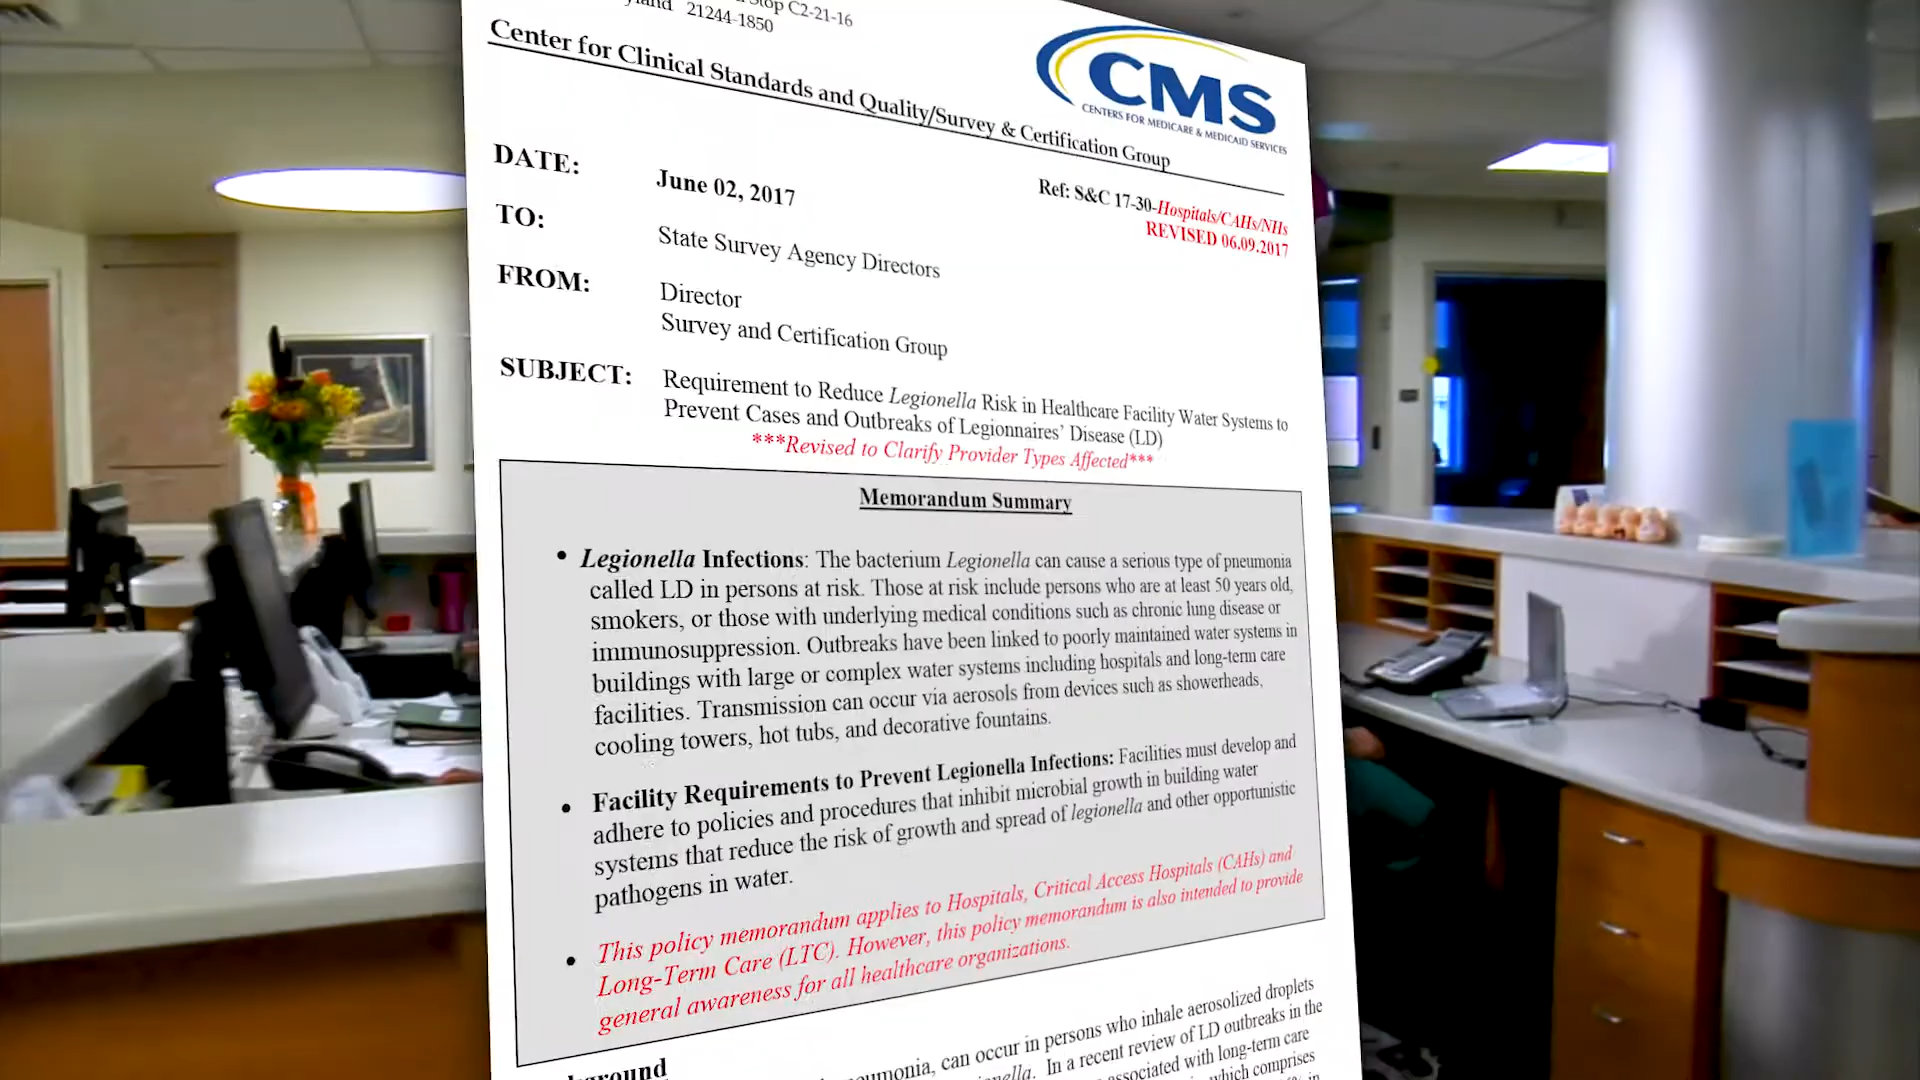 Stop C2-21-16
21244-1850
Center for Clinical Standards and Quality/Survey & Certification Group
CMS
CENTERS FOR MEDICARE & MEDICAID SERVICES
DATE: June 02, 2017
Ref: S&C 17-30-Hospitals/CAHs/NHs
REVISED 06.09.2017
TO: State Survey Agency Directors
FROM: Director
Survey and Certification Group
SUBJECT: Requirement to Reduce Legionella Risk in Healthcare Facility Water Systems to
Prevent Cases and Outbreaks of Legionnaires' Disease (LD)
***Revised to Clarify Provider Types Affected***
Memorandum Summary
• Legionella Infections: The bacterium Legionella can cause a serious type of pneumonia
called LD in persons at risk. Those at risk include persons who are at least 50 years old,
smokers, or those with underlying medical conditions such as chronic lung disease or
immunosuppression. Outbreaks have been linked to poorly maintained water systems in
buildings with large or complex water systems including hospitals and long-term care
facilities. Transmission can occur via aerosols from devices such as showerheads,
cooling towers, hot tubs, and decorative fountains.
• Facility Requirements to Prevent Legionella Infections: Facilities must develop and
adhere to policies and procedures that inhibit microbial growth in building water
systems that reduce the risk of growth and spread of legionella and other opportunistic
pathogens in water.
• This policy memorandum applies to Hospitals, Critical Access Hospitals (CAHs) and
Long-Term Care (LTC). However, this policy memorandum is also intended to provide
general awareness for all healthcare organizations.
can occur in persons who inhale aerosolized droplets
In a recent review of LD outbreaks in the
associated with long-term care
which comprises
in